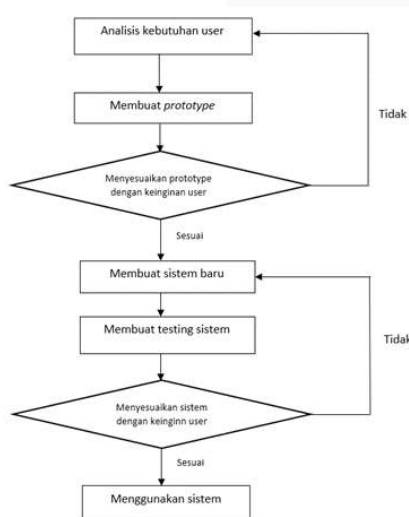 Analisis kebutuhan user
Membuat prototype
Tidak
Menyesuaikan prototype
dengan keinginan user
Sesuai
Membuat sistem baru
Membuat testing sistem
Tidak
Menyesuaikan sistem
dengan keinginn user
Sesuai
Menggunakan sistem